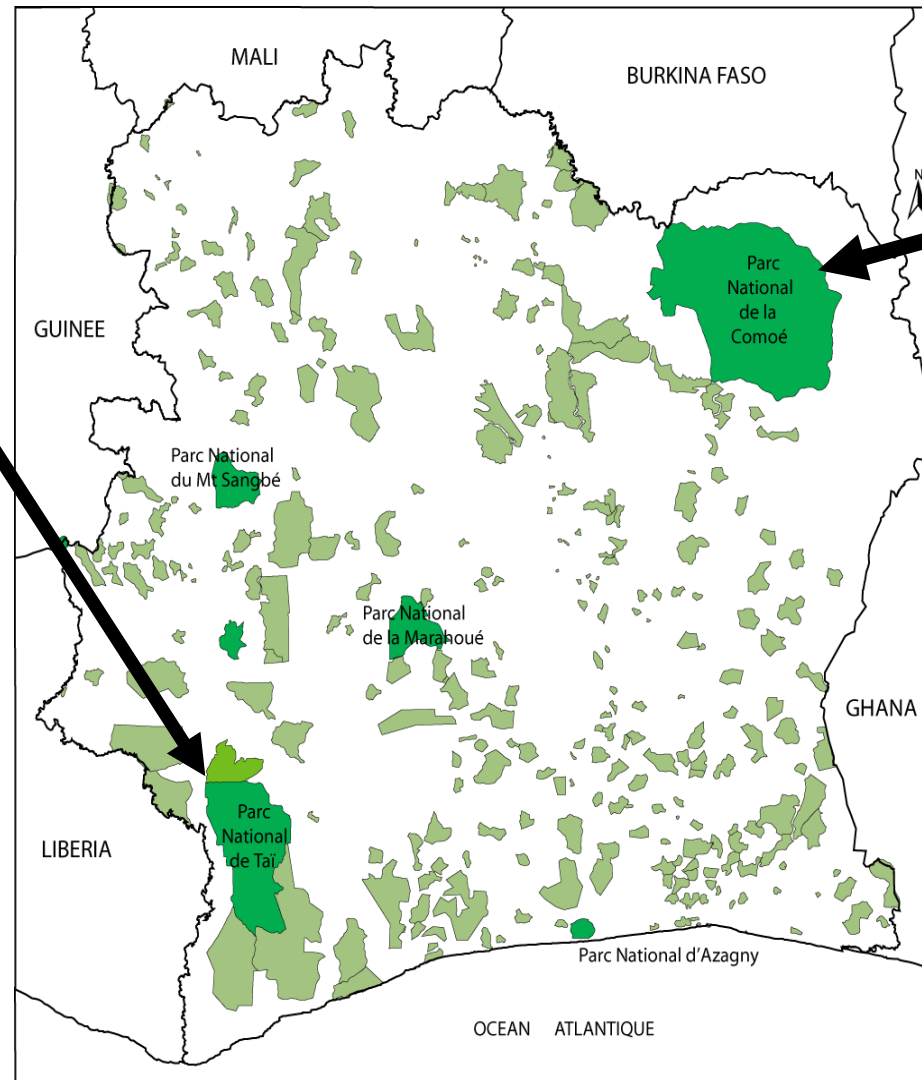 MALI
BURKINA FASO
N
Parc
National
de la
Comoé
GUINEE
Parc National
du Mt Sangbé
Parc National
de la Marahoué
GHANA
Parc
National
de Taï
LIBERIA
Parc National d'Azagny
OCEAN ATLANTIQUE